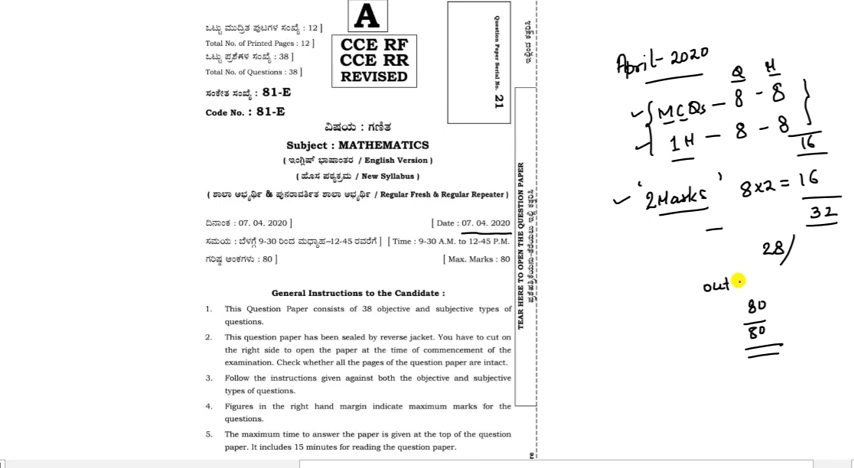 A
ಒಟ್ಟು ಮುದ್ರಿತ ಪುಟಗಳ ಸಂಖ್ಯೆ : 12 ]
Total No. of Printed Pages : 12 ]
ಒಟ್ಟು ಪ್ರಶ್ನೆಗಳ ಸಂಖ್ಯೆ : 38 ]
Total No. of Questions : 38 ]
CCE RF
CCE RR
REVISED
ಸಂಕೇತ ಸಂಖ್ಯೆ : 81-E
Code No. : 81-E
Question Paper Serial No. 21
ವಿಷಯ : ಗಣಿತ
Subject : MATHEMATICS
( ಇಂಗ್ಲಿಷ್ ಭಾಷಾಂತರ / English Version )
( ಹೊಸ ಪಠ್ಯಕ್ರಮ / New Syllabus )
( ಶಾಲಾ ಅಭ್ಯರ್ಥಿ & ಪುನರಾವರ್ತಿತ ಶಾಲಾ ಅಭ್ಯರ್ಥಿ / Regular Fresh & Regular Repeater )
ದಿನಾಂಕ : 07. 04. 2020 ] [ Date : 07. 04. 2020
ಸಮಯ : ಬೆಳಗ್ಗೆ 9-30 ರಿಂದ ಮಧ್ಯಾಹ್ನ-12-45 ರವರೆಗೆ ] [ Time : 9-30 A.M. to 12-45 P.M.
ಗರಿಷ್ಠ ಅಂಕಗಳು : 80 ] [ Max. Marks : 80
General Instructions to the Candidate :
1. This Question Paper consists of 38 objective and subjective types of
questions.
2. This question paper has been sealed by reverse jacket. You have to cut on
the right side to open the paper at the time of commencement of the
examination. Check whether all the pages of the question paper are intact.
3. Follow the instructions given against both the objective and subjective
types of questions.
4. Figures in the right hand margin indicate maximum marks for the
questions.
5. The maximum time to answer the paper is given at the top of the question
paper. It includes 15 minutes for reading the question paper.
TEAR HERE TO OPEN THE QUESTION PAPER
April-2020
Q M
MCQs - 8 - 8
1M - 8 - 8
16
'2Marks' 8x2 = 16
32
28/
out
80
80